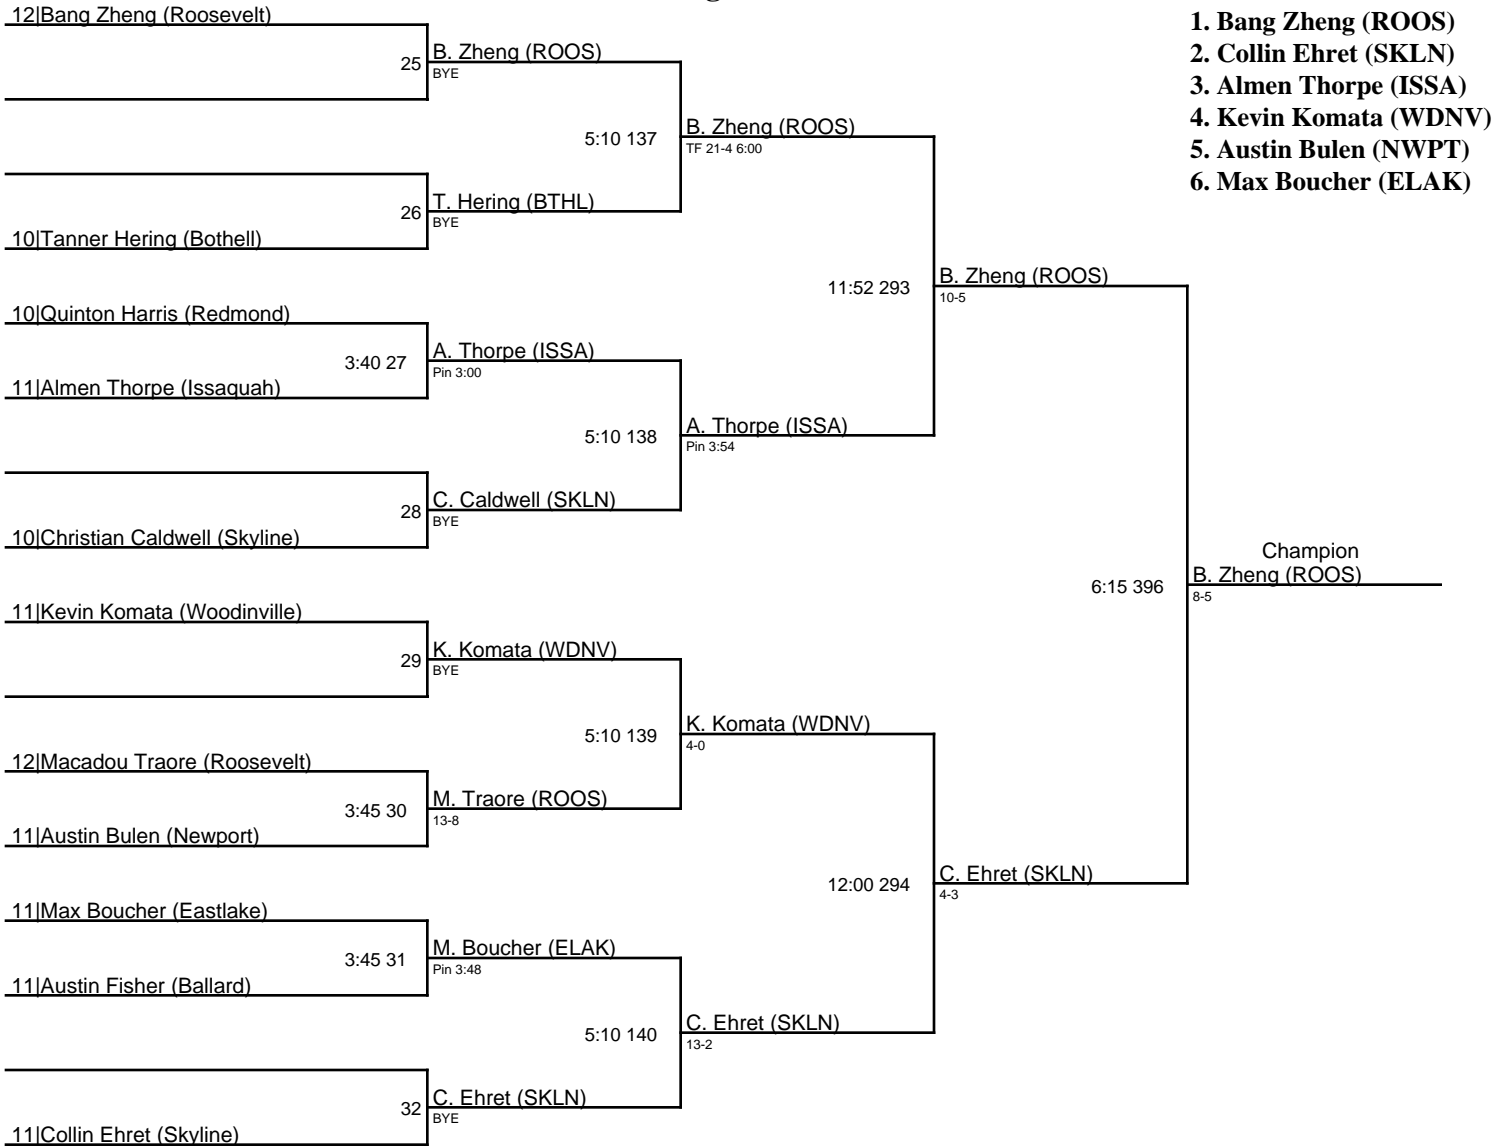 12|Bang Zheng (Roosevelt)
25
B. Zheng (ROOS)
BYE
5:10 137
B. Zheng (ROOS)
TF 21-4 6:00
26
T. Hering (BTHL)
BYE
10|Tanner Hering (Bothell)
11:52 293
B. Zheng (ROOS)
10-5
10|Quinton Harris (Redmond)
3:40 27
A. Thorpe (ISSA)
Pin 3:00
11|Almen Thorpe (Issaquah)
5:10 138
A. Thorpe (ISSA)
Pin 3:54
28
C. Caldwell (SKLN)
BYE
10|Christian Caldwell (Skyline)
Champion
6:15 396
B. Zheng (ROOS)
8-5
11|Kevin Komata (Woodinville)
29
K. Komata (WDNV)
BYE
5:10 139
K. Komata (WDNV)
4-0
12|Macadou Traore (Roosevelt)
3:45 30
M. Traore (ROOS)
13-8
11|Austin Bulen (Newport)
12:00 294
C. Ehret (SKLN)
4-3
11|Max Boucher (Eastlake)
3:45 31
M. Boucher (ELAK)
Pin 3:48
11|Austin Fisher (Ballard)
5:10 140
C. Ehret (SKLN)
13-2
32
C. Ehret (SKLN)
BYE
11|Collin Ehret (Skyline)
1. Bang Zheng (ROOS)
2. Collin Ehret (SKLN)
3. Almen Thorpe (ISSA)
4. Kevin Komata (WDNV)
5. Austin Bulen (NWPT)
6. Max Boucher (ELAK)